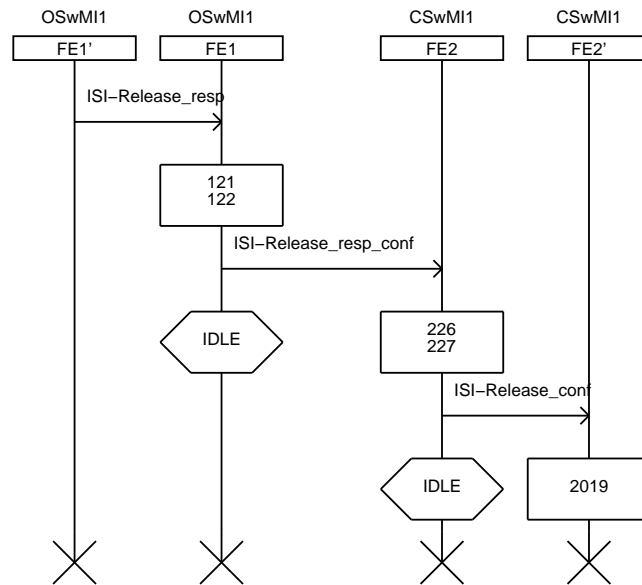 OSwMI1 OSwMI1 CSwMI1 CSwMI1
FE1' FE1 FE2 FE2'
ISI−Release_resp
121
122
ISI−Release_resp_conf
IDLE
226
227
ISI−Release_conf
IDLE
2019